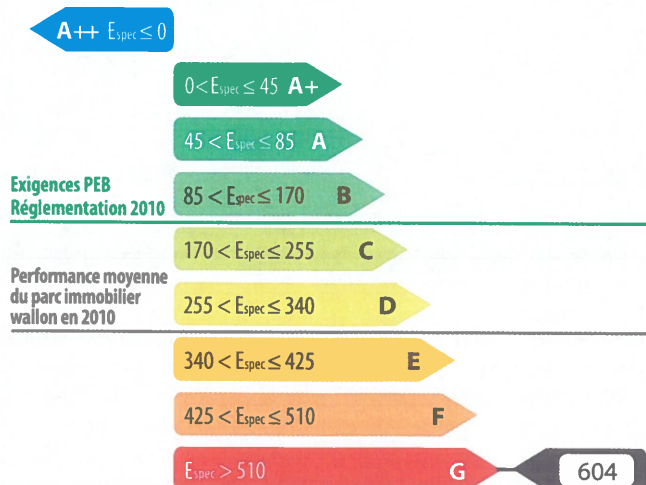 A++ Espec ≤ 0
0 < Espec ≤ 45 A+
45 < Espec ≤ 85 A
Exigences PEB
Réglementation 2010
85 < Espec ≤ 170 B
170 < Espec ≤ 255 C
Performance moyenne
du parc immobilier
wallon en 2010
255 < Espec ≤ 340 D
340 < Espec ≤ 425 E
425 < Espec ≤ 510 F
Espec > 510 G 604